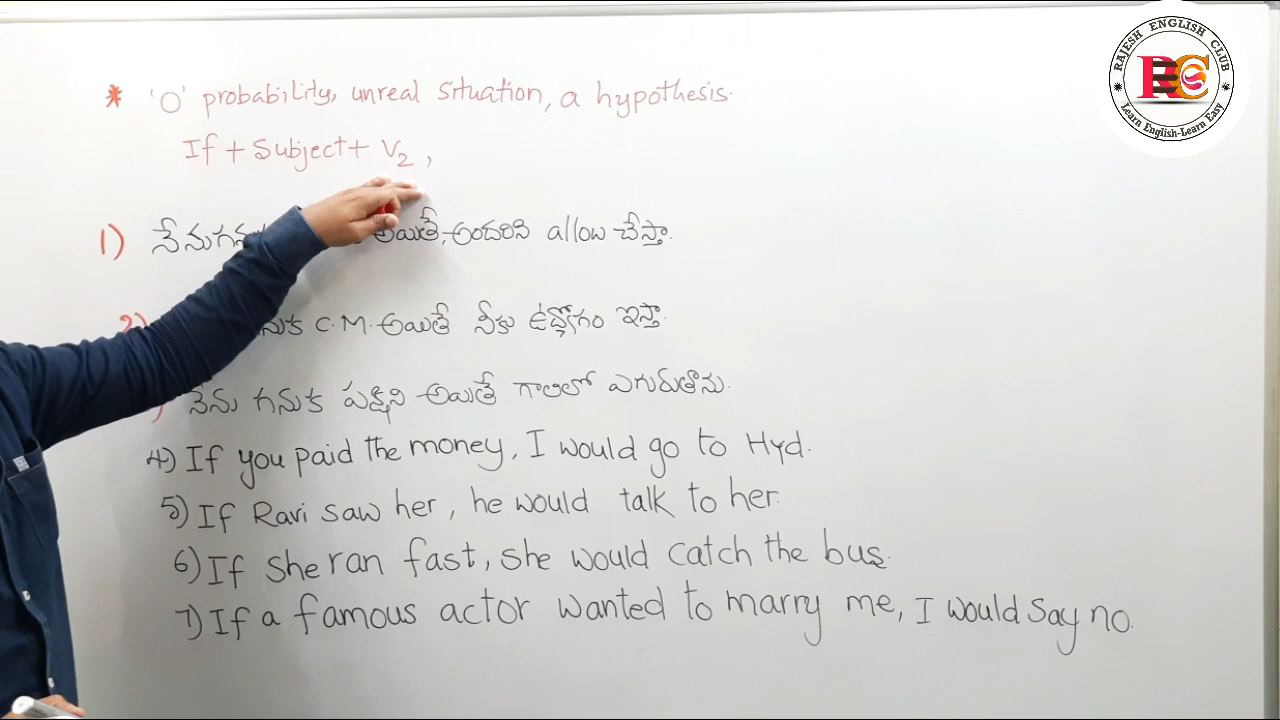 RAJESH ENGLISH CLUB
REC
Learn English-Learn Easy
* 'O' probability, unreal situation, a hypothesis.
If + Subject + V2 ,
1) నేనుగను అయితే, అందరిని allow చేస్తా.
2) C.M. అయితే నీకు ఉద్యోగం ఇస్తా.
) నేను గనుక పక్షిని అయితే గాలిలో ఎగురుతాను.
4) If you paid the money, I would go to Hyd.
5) If Ravi saw her, he would talk to her.
6) If she ran fast, she would catch the bus.
7) If a famous actor wanted to marry me, I would say no.